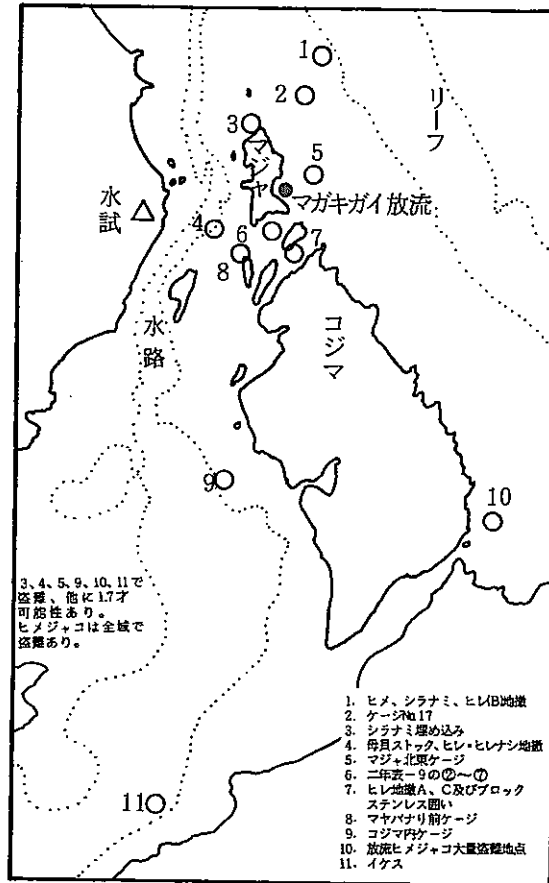 1
2
3
マジャ
5
リーフ
水試
マガキガイ放流
4
6
7
8
水路
コジマ
9
10
3、4、5、9、10、11で
盗難、他に1.7才
可能性あり。
ヒメジャコは全域で
盗難あり。
11
1. ヒメ、シラナミ、ヒレ(B)地撒
2. ケージNo.17
3. シラナミ埋め込み
4. 母貝ストック、ヒレ・ヒレナシ地撒
5. マジャ北東ケージ
6. 二年表-9の②~⑦
7. ヒレ地撒A、C及びブロック
ステンレス囲い
8. マヤバナリ前ケージ
9. コジマ内ケージ
10. 放流ヒメジャコ大量盗難地点
11. イケス